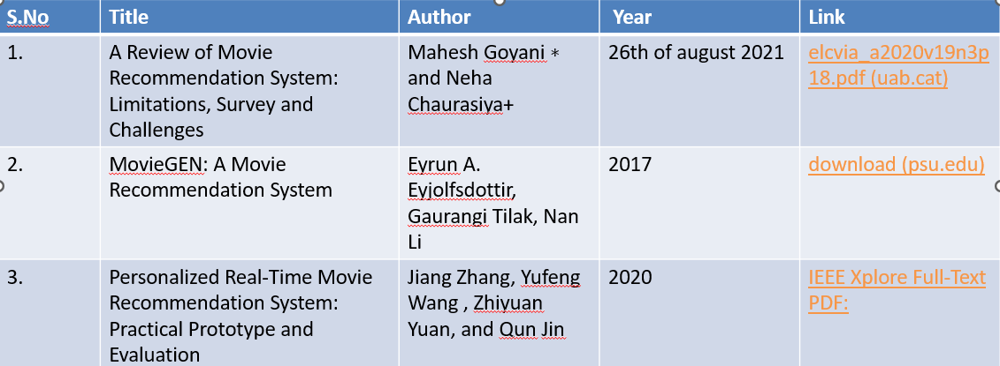 S.No Title Author Year Link
1. A Review of Movie Mahesh Goyani * 26th of august 2021 elcvia_a2020v19n3p
Recommendation System: and Neha 18.pdf (uab.cat)
Limitations, Survey and Chaurasiya+
Challenges
2. MovieGEN: A Movie Eyrun A. 2017 download (psu.edu)
Recommendation System Eyjolfsdottir,
Gaurangi Tilak, Nan
Li
3. Personalized Real-Time Movie Jiang Zhang, Yufeng 2020 IEEE Xplore Full-Text
Recommendation System: Wang , Zhiyuan PDF:
Practical Prototype and Yuan, and Qun Jin
Evaluation